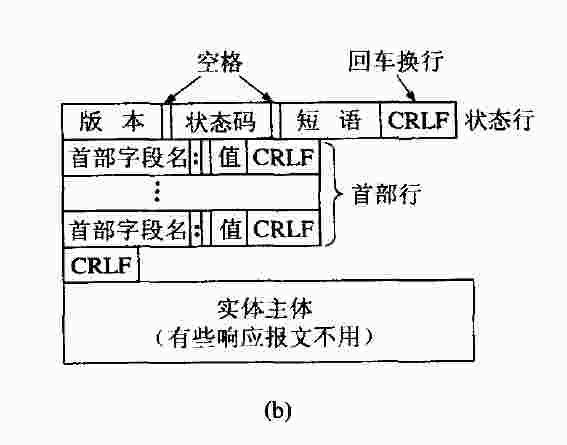 空格 回车换行
版本 状态码 短语 CRLF 状态行
首部字段名: 值 CRLF
⋮ 首部行
首部字段名: 值 CRLF
CRLF
实体主体
(有些响应报文不用)
(b)